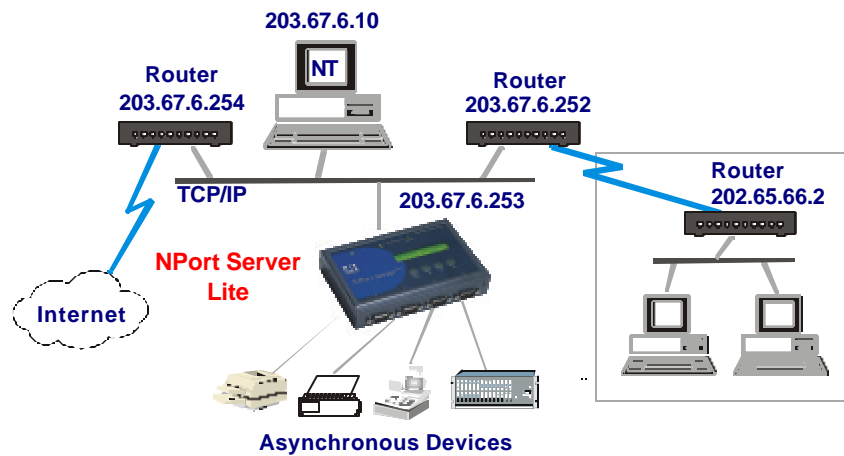 203.67.6.10
NT
Router
203.67.6.254
Router
203.67.6.252
Router
202.65.66.2
TCP/IP
203.67.6.253
NPort Server
Lite
Internet
..
Asynchronous Devices